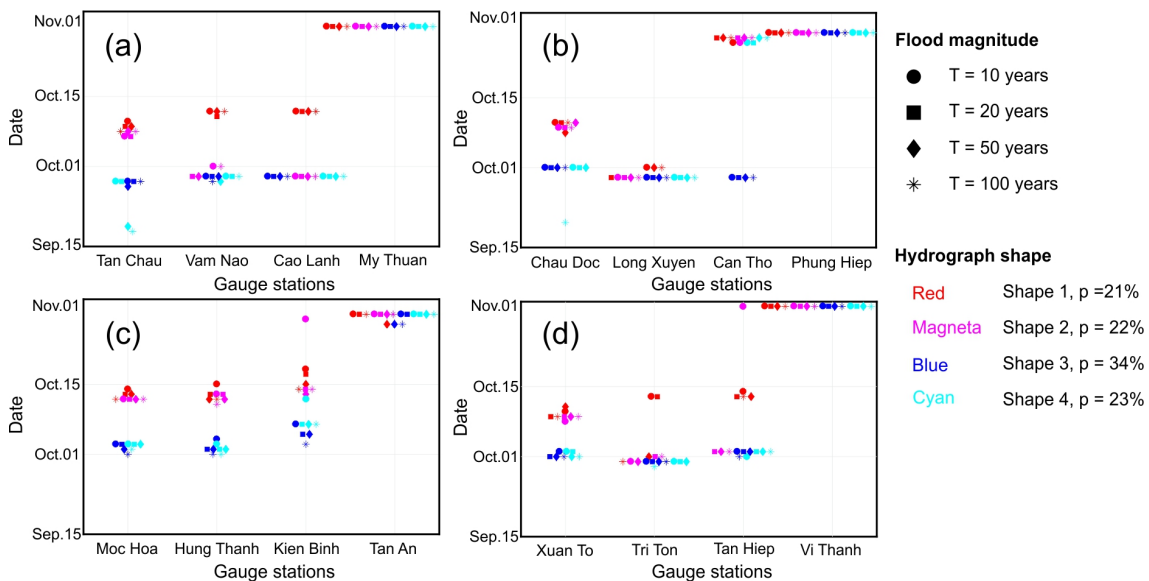 (a)
Nov.01
Oct.15
Oct.01
Sep.15
Date
Tan Chau Vam Nao Cao Lanh My Thuan
Gauge stations
(b)
Nov.01
Oct.15
Oct.01
Sep.15
Date
Chau Doc Long Xuyen Can Tho Phung Hiep
Gauge stations
(c)
Nov.01
Oct.15
Oct.01
Sep.15
Date
Moc Hoa Hung Thanh Kien Binh Tan An
Gauge stations
(d)
Nov.01
Oct.15
Oct.01
Sep.15
Date
Xuan To Tri Ton Tan Hiep Vi Thanh
Gauge stations
Flood magnitude
T = 10 years
T = 20 years
T = 50 years
T = 100 years
Hydrograph shape
Red Shape 1, p =21%
Magneta Shape 2, p = 22%
Blue Shape 3, p = 34%
Cyan Shape 4, p = 23%